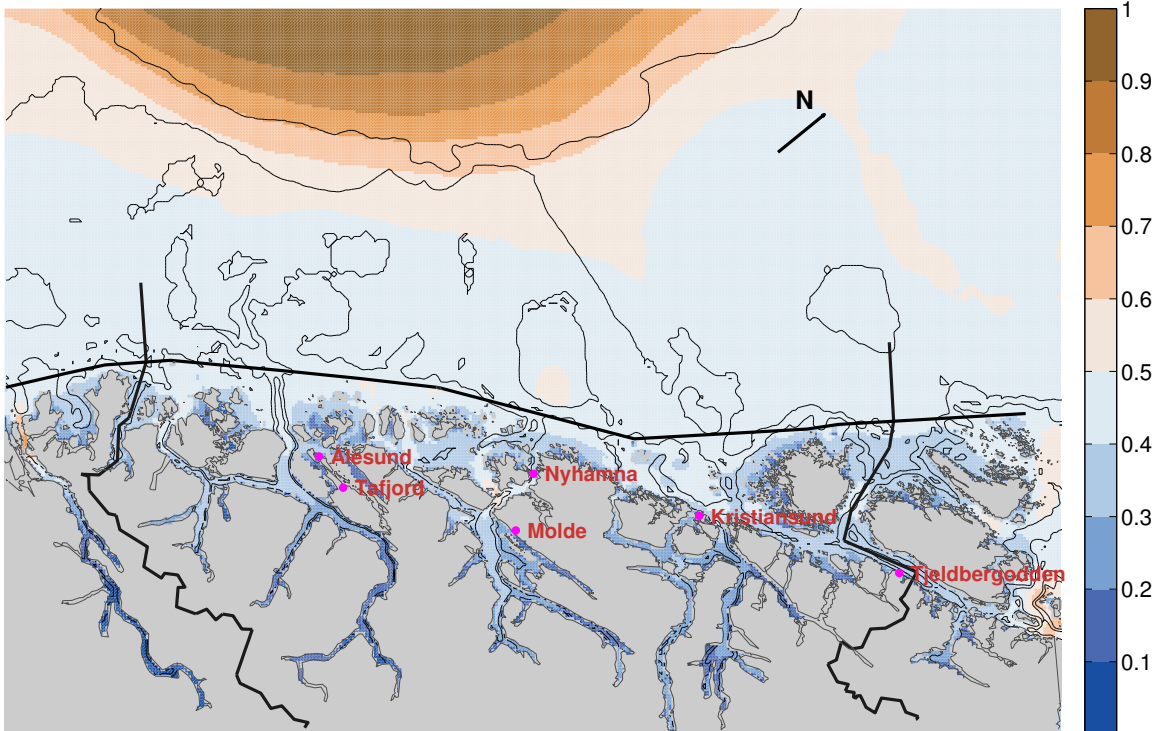 1
0.9
N
0.8
0.7
0.6
0.5
0.4
Ålesund
Nyhamna
Tafjord
0.3
Kristiansund
Molde
Tjeldbergodden
0.2
0.1